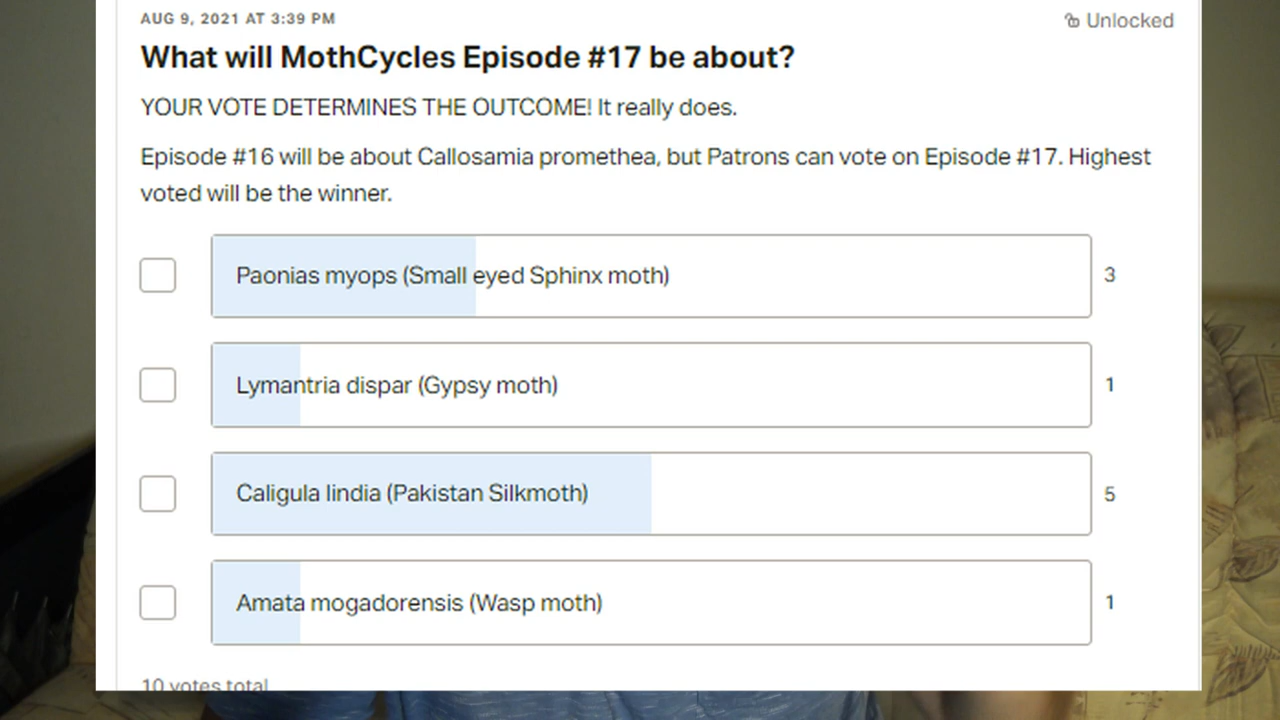 AUG 9, 2021 AT 3:39 PM
Unlocked
What will MothCycles Episode #17 be about?
YOUR VOTE DETERMINES THE OUTCOME! It really does.
Episode #16 will be about Callosamia promethea, but Patrons can vote on Episode #17. Highest
voted will be the winner.
Paonias myops (Small eyed Sphinx moth)
3
Lymantria dispar (Gypsy moth)
1
Caligula lindia (Pakistan Silkmoth)
5
Amata mogadorensis (Wasp moth)
1
10 votes total